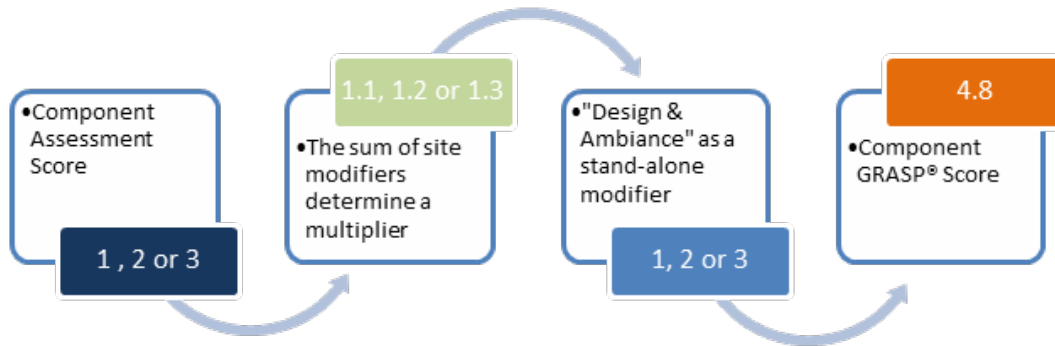 •Component
Assessment
Score
1 , 2 or 3
1.1, 1.2 or 1.3
•The sum of site
modifiers
determine a
multiplier
•"Design &
Ambiance" as a
stand-alone
modifier
1, 2 or 3
4.8
•Component
GRASP® Score